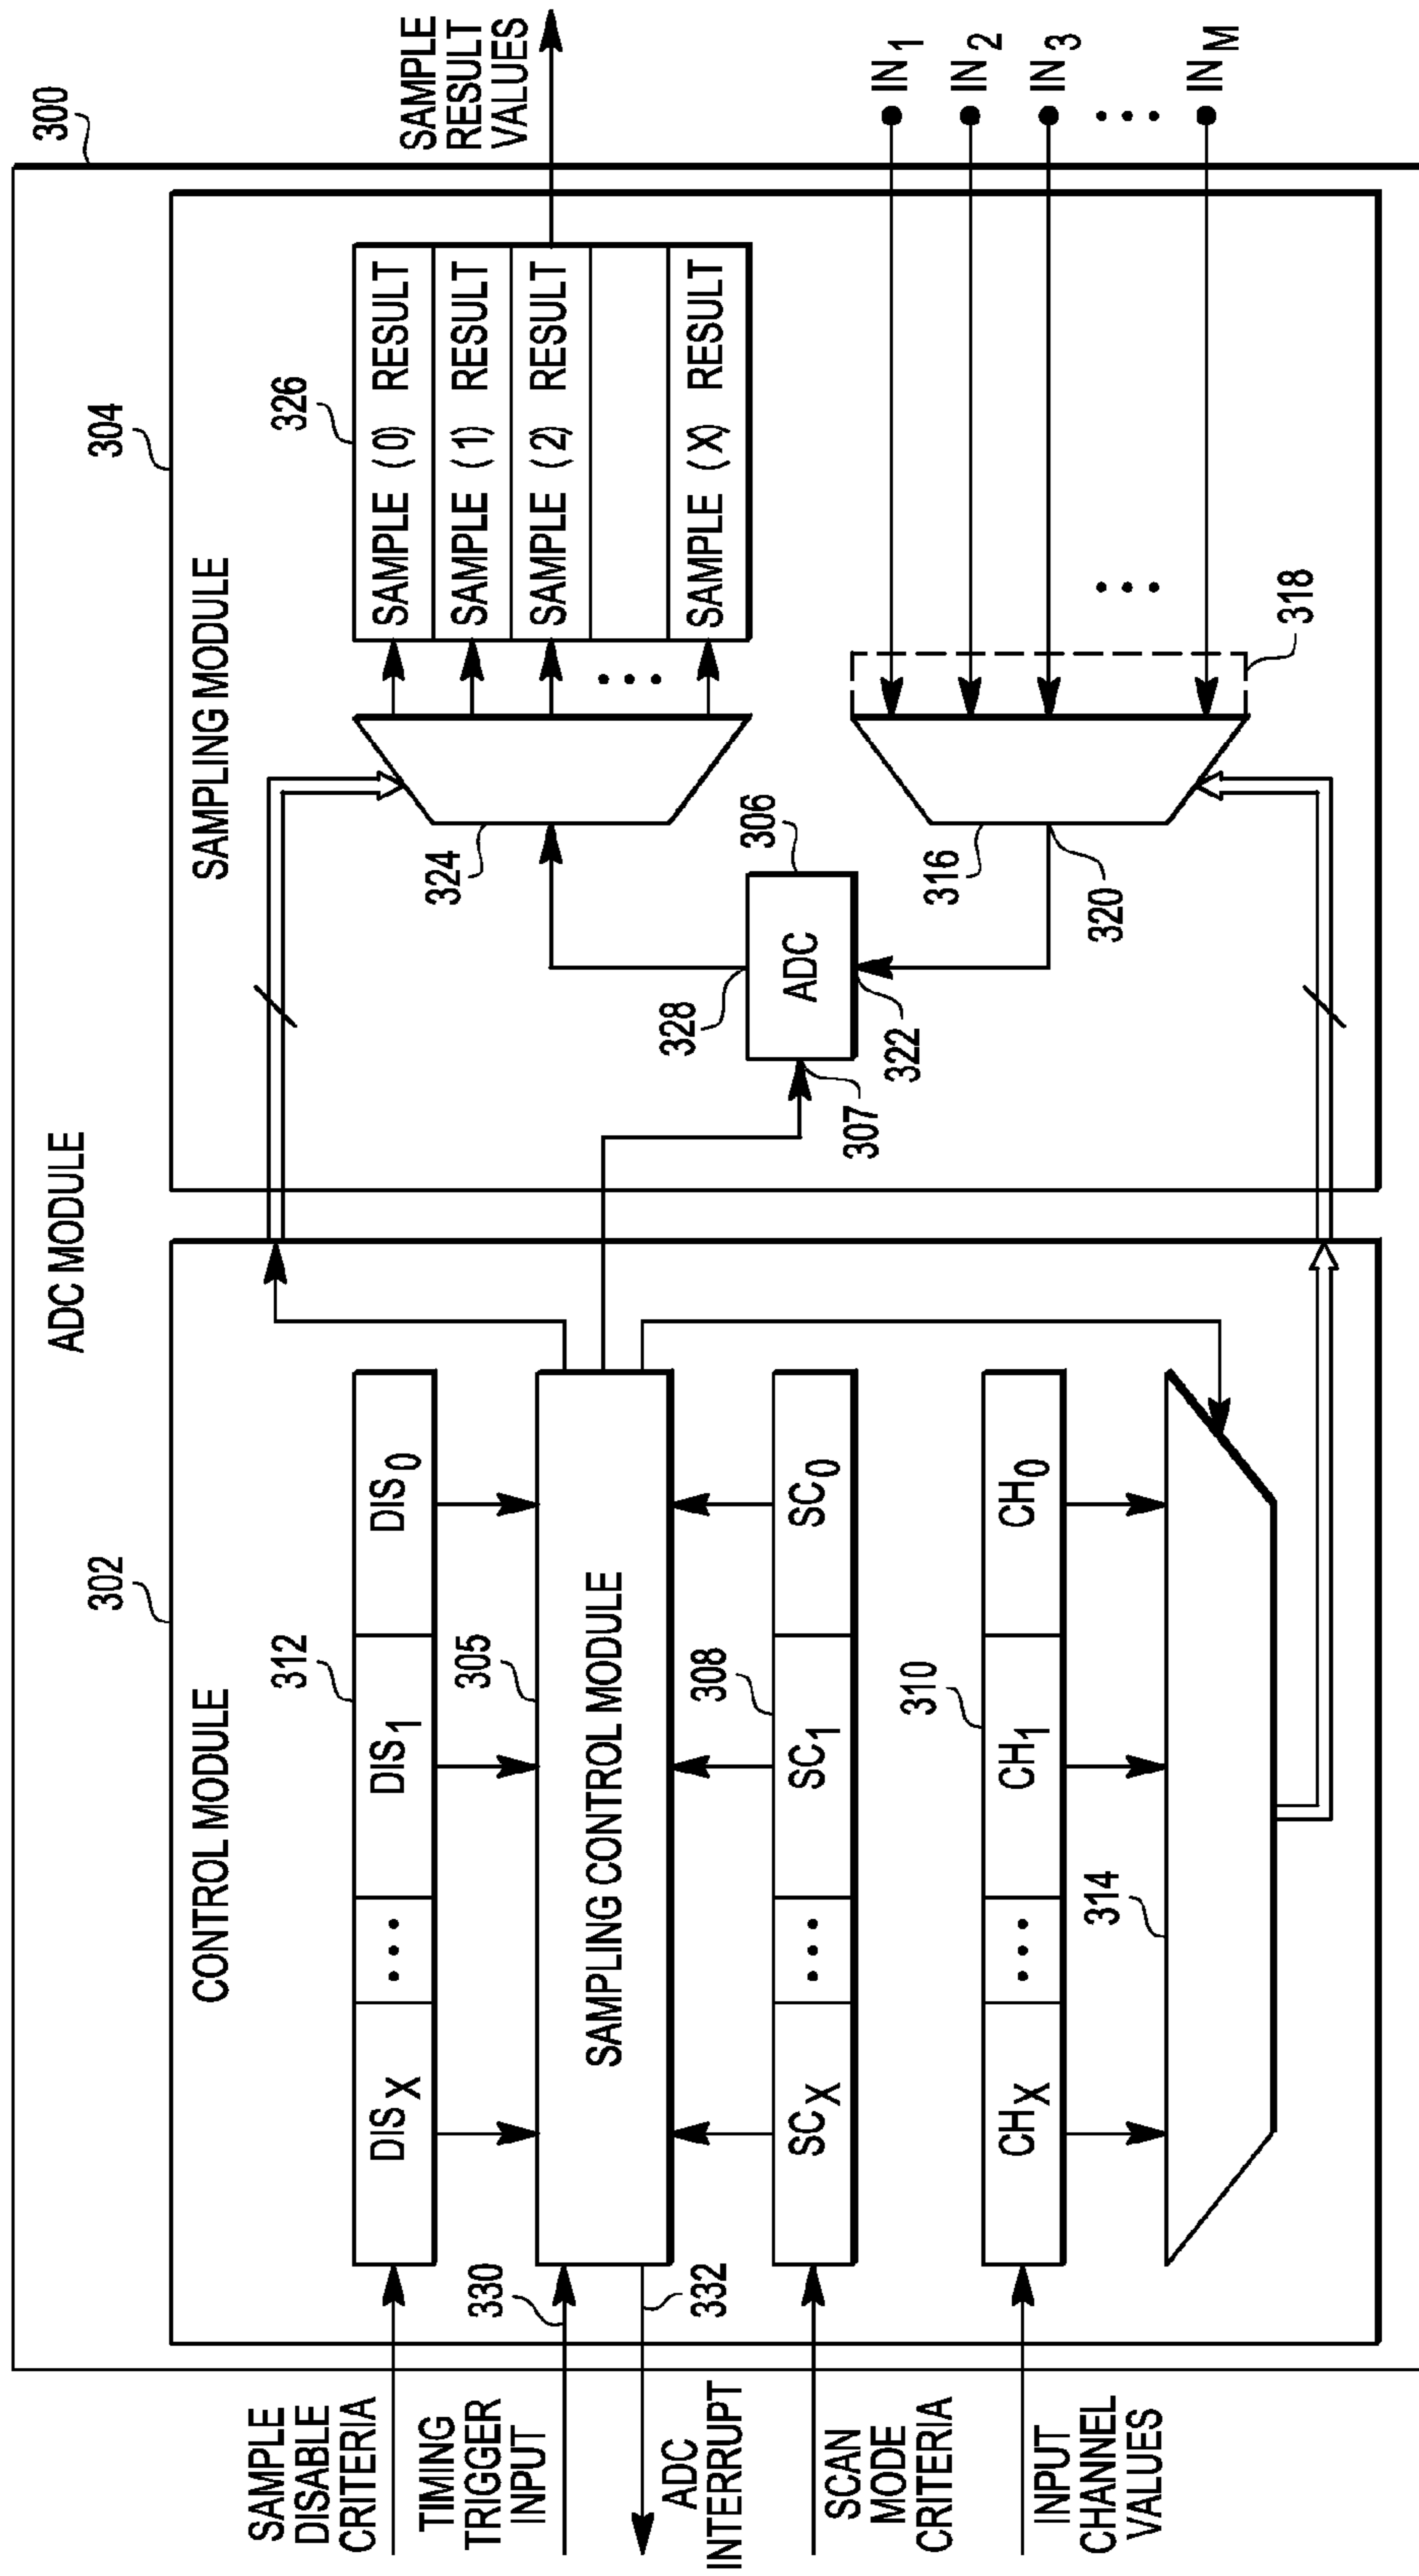 300
ADC MODULE
302
CONTROL MODULE
SAMPLE
DISABLE
CRITERIA
312
DISX
...
DIS1
DIS0
TIMING
TRIGGER
INPUT
330
305
SAMPLING CONTROL MODULE
332
ADC
INTERRUPT
SCAN
MODE
CRITERIA
308
SCX
...
SC1
SC0
INPUT
CHANNEL
VALUES
310
CHX
...
CH1
CH0
314
304
SAMPLING MODULE
324
326
SAMPLE (0) RESULT
SAMPLE (1) RESULT
SAMPLE (2) RESULT
...
SAMPLE (X) RESULT
SAMPLE
RESULT
VALUES
328
306
ADC
307
322
316
320
318
IN1
IN2
IN3
...
...
INM